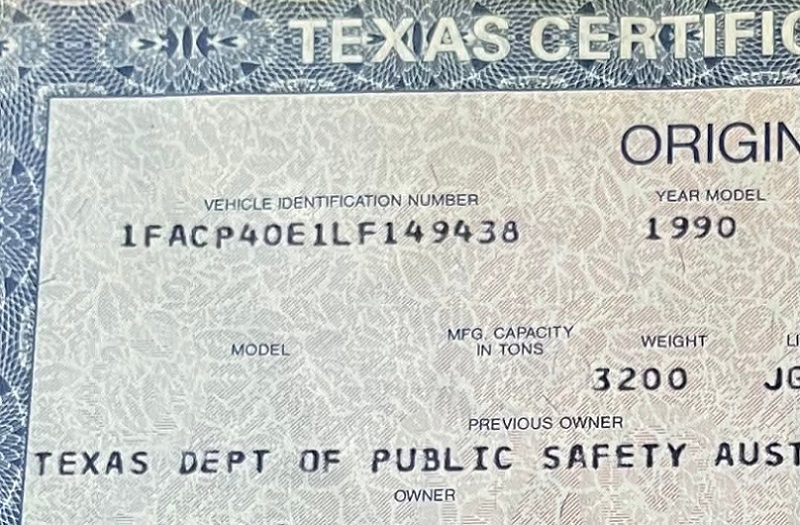 TEXAS CERTIFIC
ORIGIN
VEHICLE IDENTIFICATION NUMBER YEAR MODEL
1FACP40E1LF149438 1990
MODEL MFG. CAPACITY IN TONS WEIGHT LI
3200 JG
PREVIOUS OWNER
TEXAS DEPT OF PUBLIC SAFETY AUST
OWNER